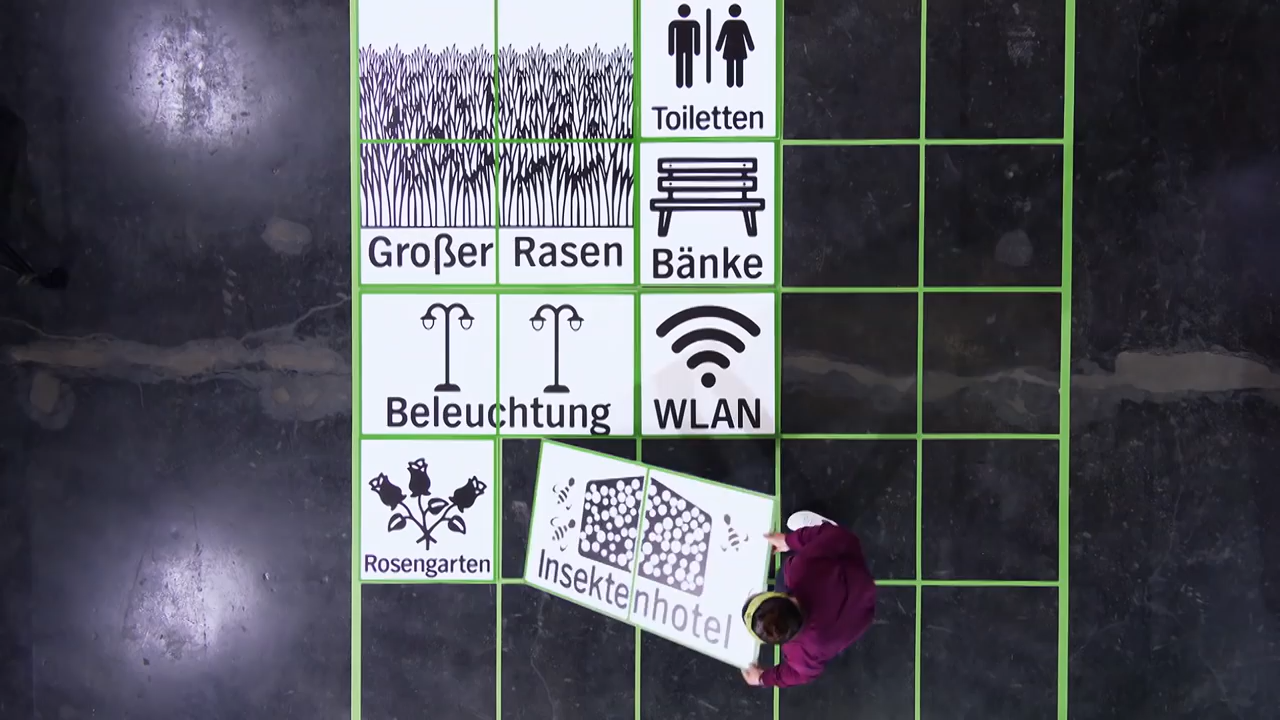 Toiletten
Großer Rasen
Bänke
Beleuchtung
WLAN
Rosengarten
Insektenhotel